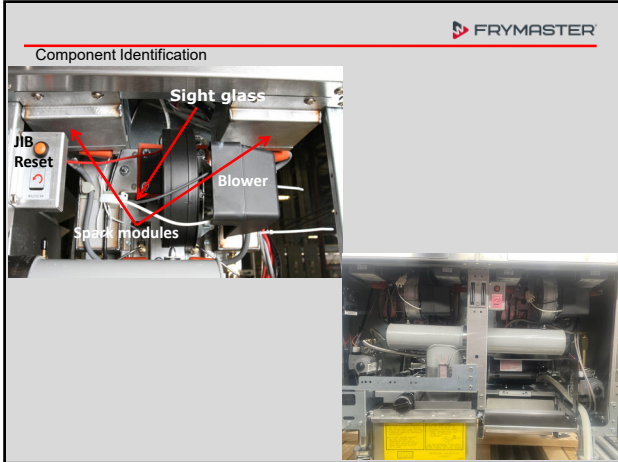 FRYMASTER
Component Identification
Sight glass
JIB
Reset
Blower
Spark modules